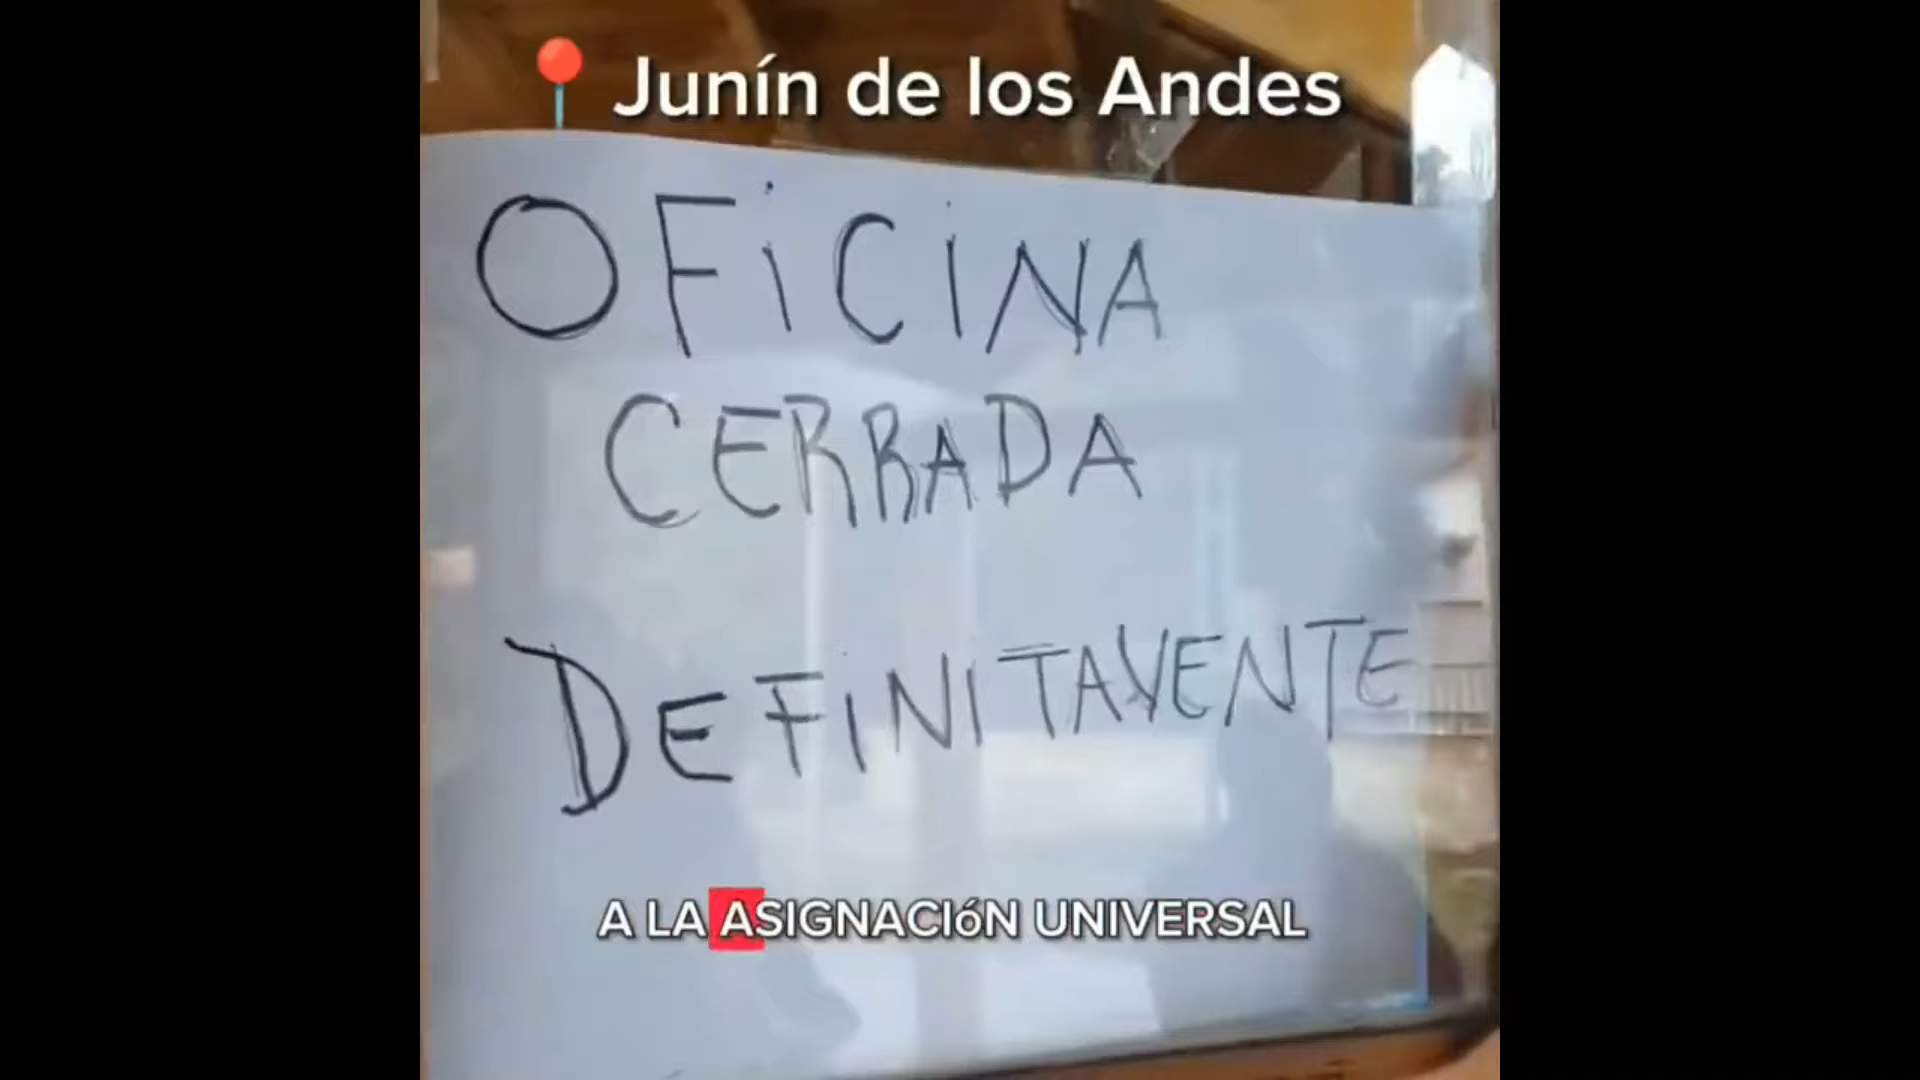 📍 Junín de los Andes
OFiCiNA
CERRADA
DEFiNiTAVENTE
A LA ASIGNACIóN UNIVERSAL